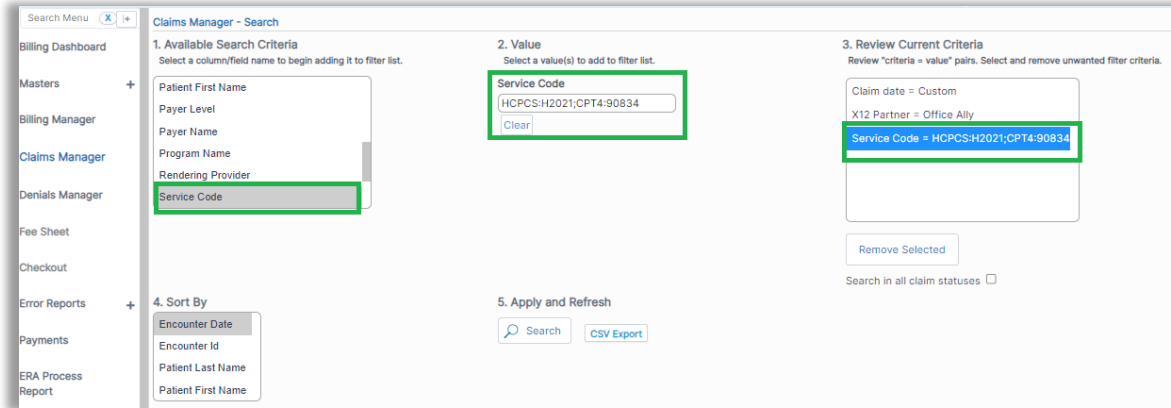 Search Menu X
Billing Dashboard
Masters +
Billing Manager
Claims Manager
Denials Manager
Fee Sheet
Checkout
Error Reports +
Payments
ERA Process
Report
Claims Manager - Search
1. Available Search Criteria
Select a column/field name to begin adding it to filter list.
Patient First Name
Payer Level
Payer Name
Program Name
Rendering Provider
Service Code
2. Value
Select a value(s) to add to filter list.
Service Code
HCPCS:H2021;CPT4:90834
Clear
3. Review Current Criteria
Review "criteria = value" pairs. Select and remove unwanted filter criteria.
Claim date = Custom
X12 Partner = Office Ally
Service Code = HCPCS:H2021;CPT4:90834
Remove Selected
Search in all claim statuses
4. Sort By
Encounter Date
Encounter Id
Patient Last Name
Patient First Name
5. Apply and Refresh
Search
CSV Export